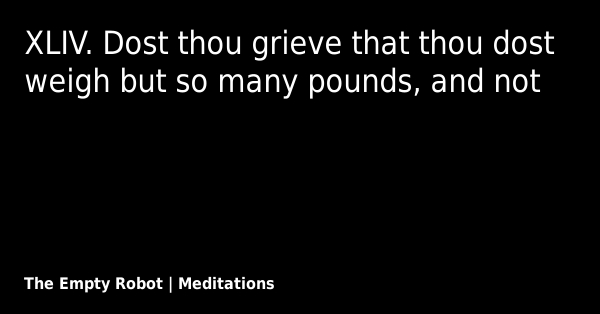 XLIV. Dost thou grieve that thou dost
weigh but so many pounds, and not
The Empty Robot | Meditations